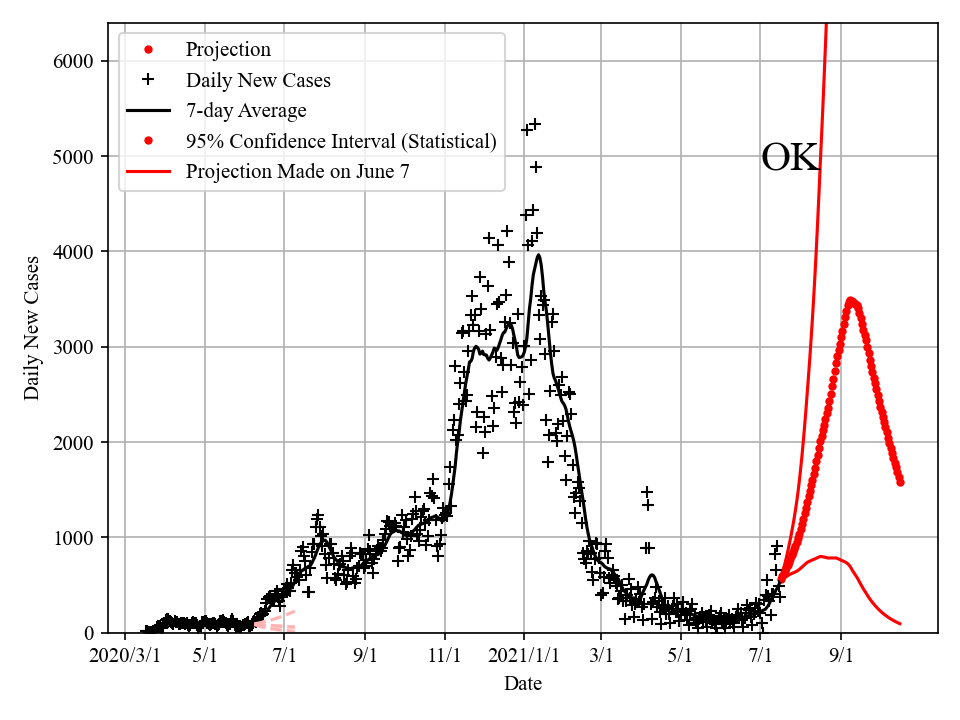 Projection
Daily New Cases
7-day Average
95% Confidence Interval (Statistical)
Projection Made on June 7
OK
6000
5000
4000
3000
2000
1000
0
Daily New Cases
2020/3/1 5/1 7/1 9/1 11/1 2021/1/1 3/1 5/1 7/1 9/1
Date